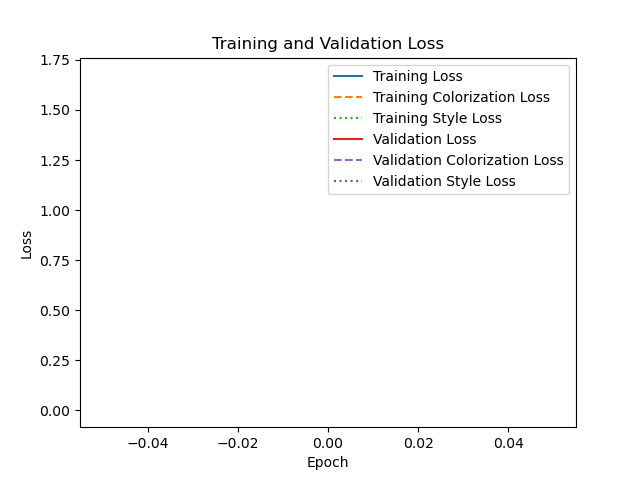 Training and Validation Loss
1.75
1.50
1.25
1.00
0.75
0.50
0.25
0.00
Loss
Training Loss
Training Colorization Loss
Training Style Loss
Validation Loss
Validation Colorization Loss
Validation Style Loss
−0.04 −0.02 0.00 0.02 0.04
Epoch